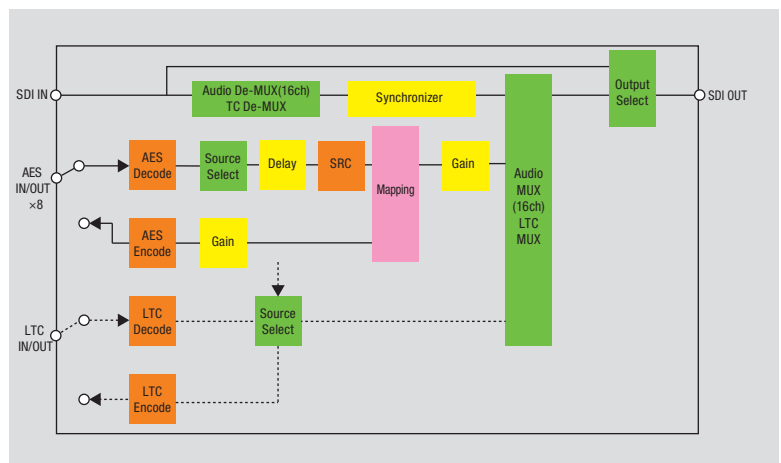 SDI IN
Audio De-MUX(16ch)
TC De-MUX
Synchronizer
Output
Select
SDI OUT
AES
IN/OUT
×8
AES
Decode
Source
Select
Delay
SRC
Mapping
Gain
Audio
MUX
(16ch)
LTC
MUX
AES
Encode
Gain
LTC
IN/OUT
LTC
Decode
Source
Select
LTC
Encode